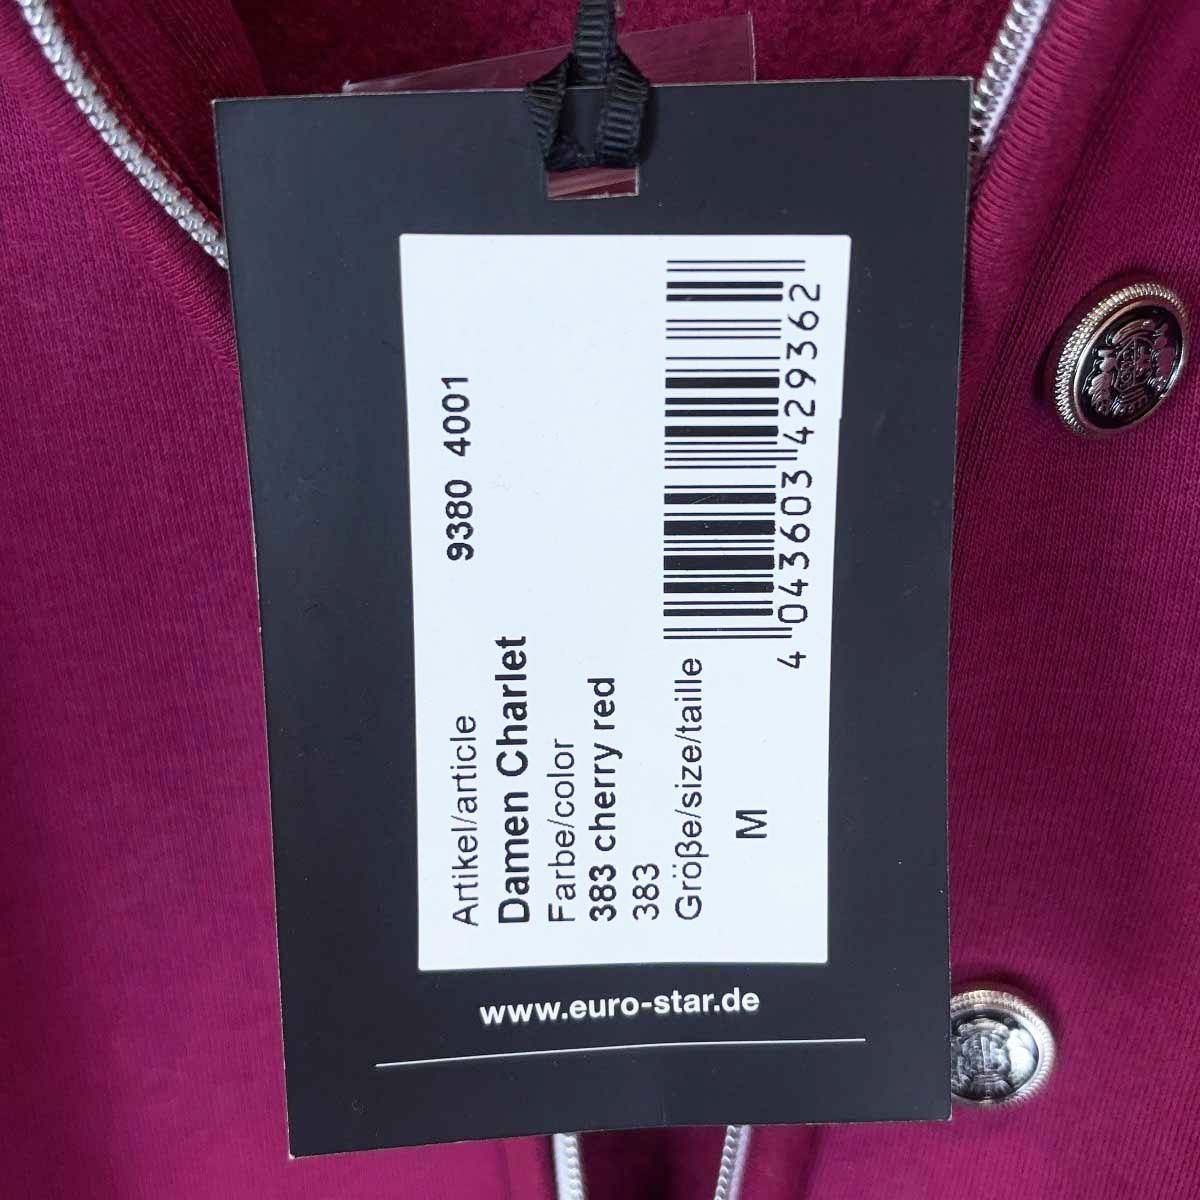 Artikel/article 9380 4001
Damen Charlet
Farbe/color
383 cherry red
383
Größe/size/taille
M
4 043603 429362
www.euro-star.de